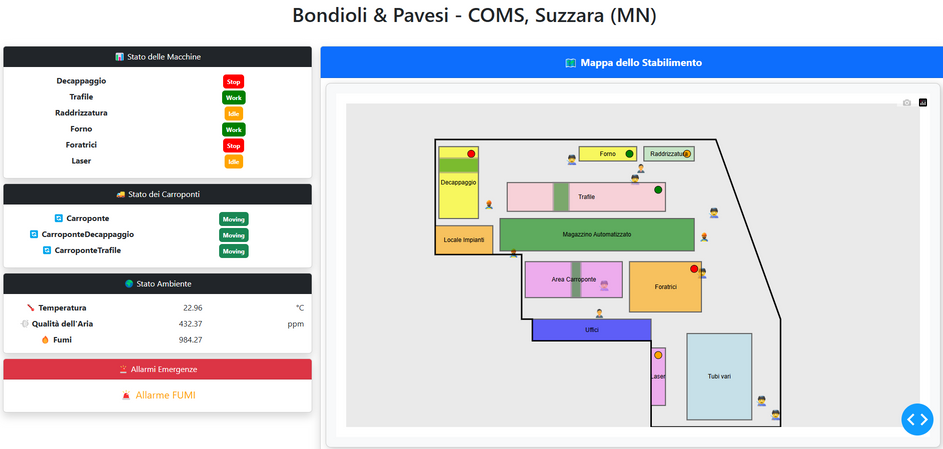 Bondioli & Pavesi - COMS, Suzzara (MN)
Stato delle Macchine
Decappaggio Stop
Trafile Work
Raddrizzatura Idle
Forno Work
Foratrici Stop
Laser Idle
Stato dei Carroponti
Carroponte Moving
CarroponteDecappaggio Moving
CarroponteTrafile Moving
Stato Ambiente
Temperatura 22.96 °C
Qualità dell'Aria 432.37 ppm
Fumi 984.27
Allarmi Emergenze
Allarme FUMI
Mappa dello Stabilimento
Forno
Raddrizzatura
Decappaggio
Trafile
Magazzino Automatizzato
Locale Impianti
Area Carroponte
Foratrici
Uffici
Laser
Tubi vari